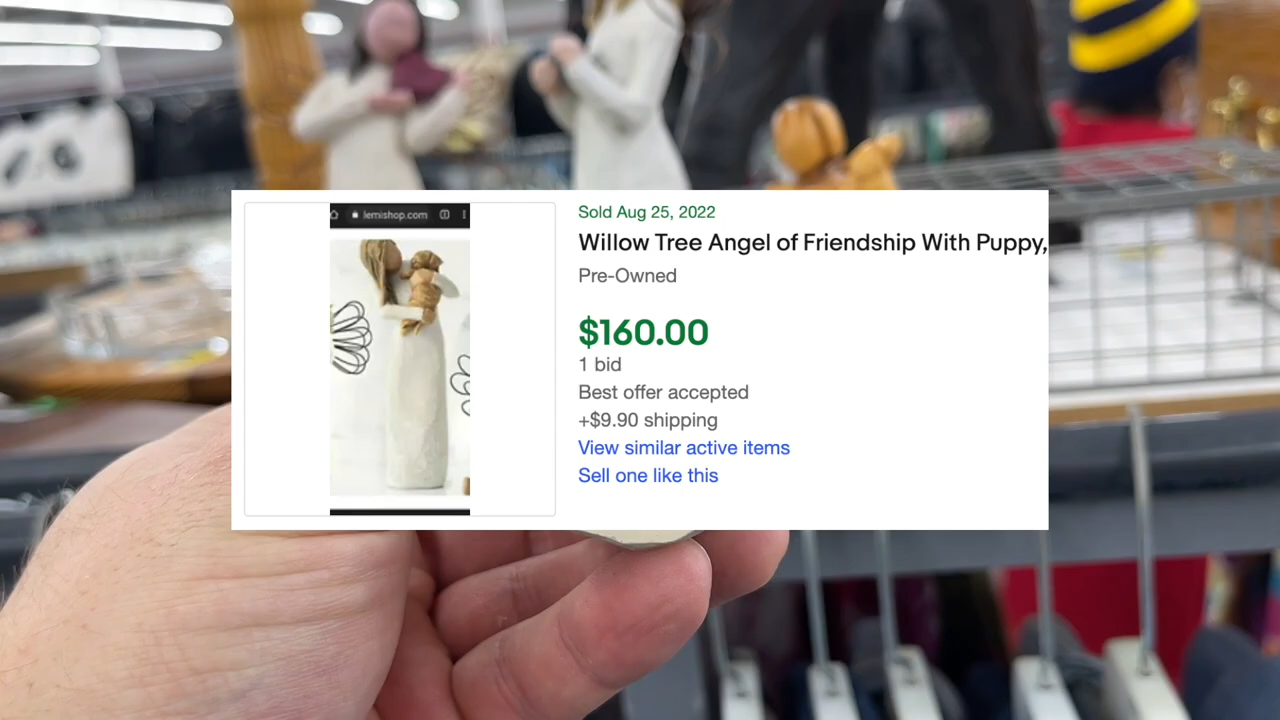 lemishop.com
Sold Aug 25, 2022
Willow Tree Angel of Friendship With Puppy,
Pre-Owned
$160.00
1 bid
Best offer accepted
+$9.90 shipping
View similar active items
Sell one like this